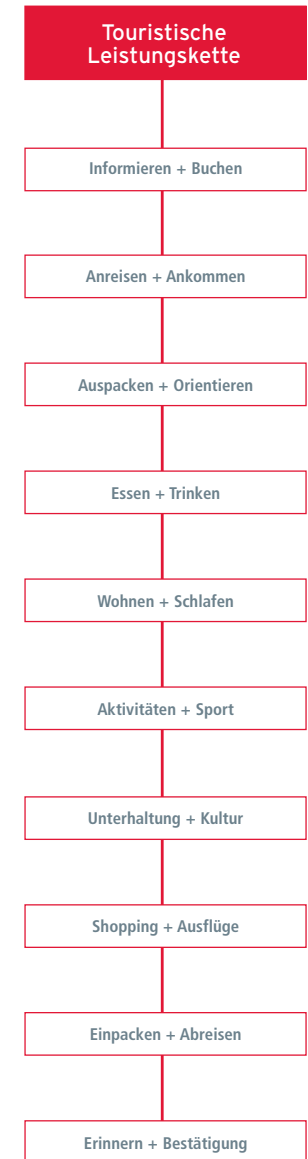 Touristische
Leistungskette
Informieren + Buchen
Anreisen + Ankommen
Auspacken + Orientieren
Essen + Trinken
Wohnen + Schlafen
Aktivitäten + Sport
Unterhaltung + Kultur
Shopping + Ausflüge
Einpacken + Abreisen
Erinnern + Bestätigung